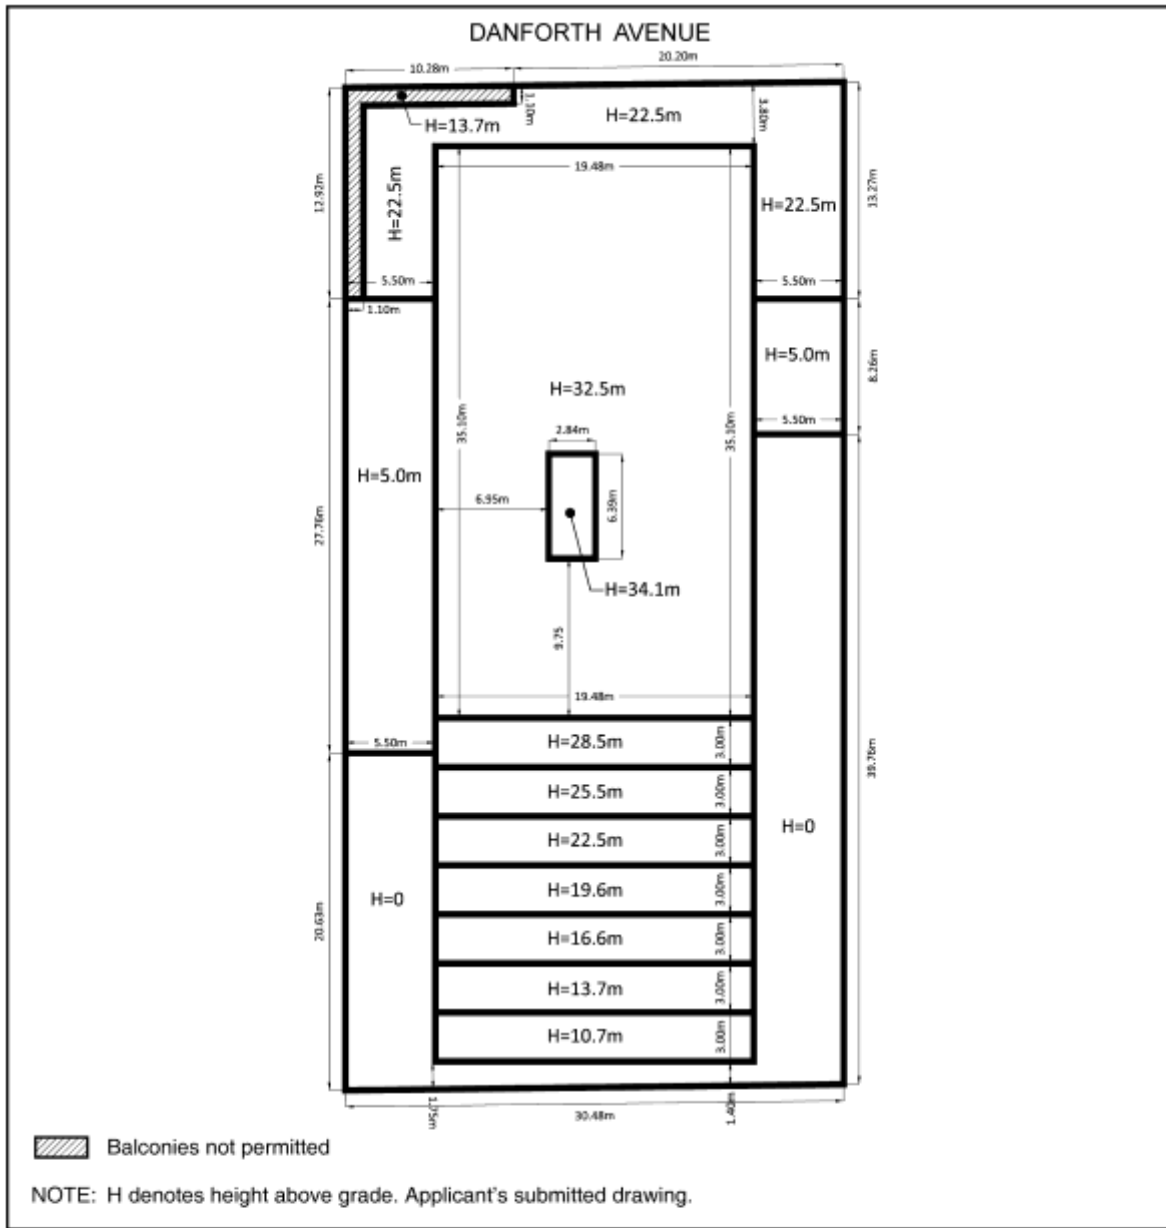 DANFORTH AVENUE
10.28m
20.20m
1.10m
3.80m
H=13.7m
H=22.5m
19.48m
12.92m
H=22.5m
H=22.5m
13.27m
5.50m
5.50m
1.10m
H=5.0m
8.26m
H=32.5m
5.50m
2.84m
35.10m
35.10m
H=5.0m
6.95m
6.39m
27.76m
H=34.1m
9.75
19.48m
5.50m
H=28.5m
3.00m
39.76m
H=25.5m
3.00m
H=0
H=22.5m
3.00m
H=0
H=19.6m
3.00m
20.63m
H=16.6m
3.00m
H=13.7m
3.00m
H=10.7m
3.00m
1.75m
30.48m
1.40m
Balconies not permitted
NOTE: H denotes height above grade. Applicant's submitted drawing.